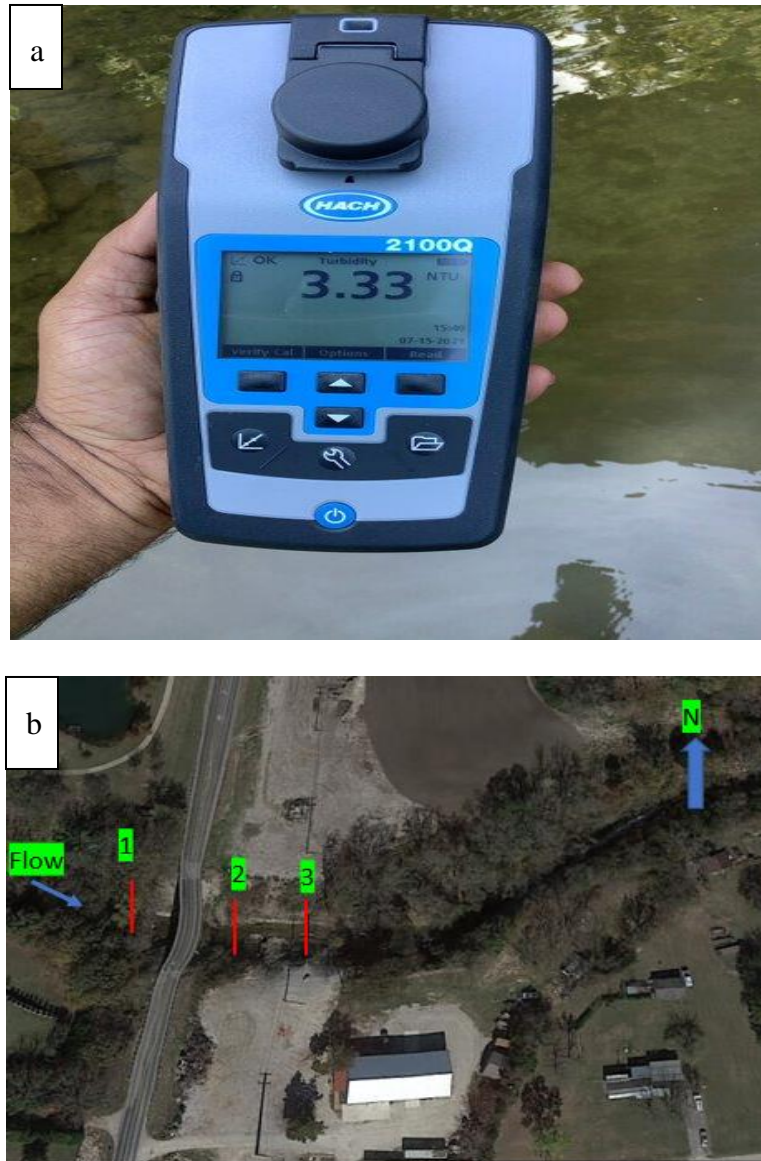 a
HACH
2100Q
OK Turbidity
3.33 NTU
15:40
07-15-2021
Verify Cal Options Read
b
N
1
Flow
2
3